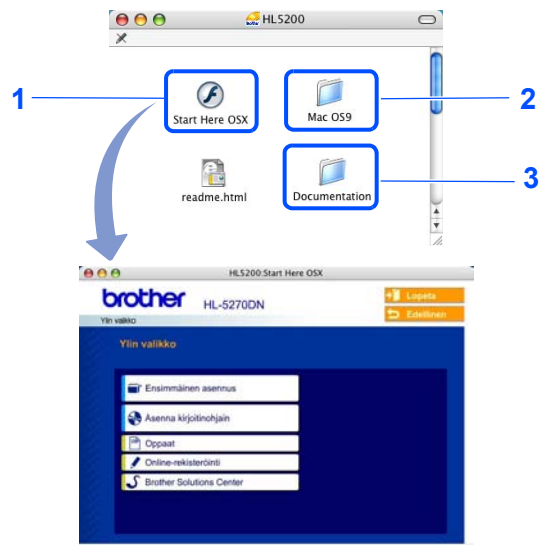 HL5200
1
2
Start Here OSX
Mac OS9
3
readme.html
Documentation
HL5200:Start Here OSX
brother HL-5270DN
Lopeta
Ylin valikko
Edellinen
Ylin valikko
Ensimmäinen asennus
Asenna kirjoitinohjain
Oppaat
Online-rekisteröinti
Brother Solutions Center